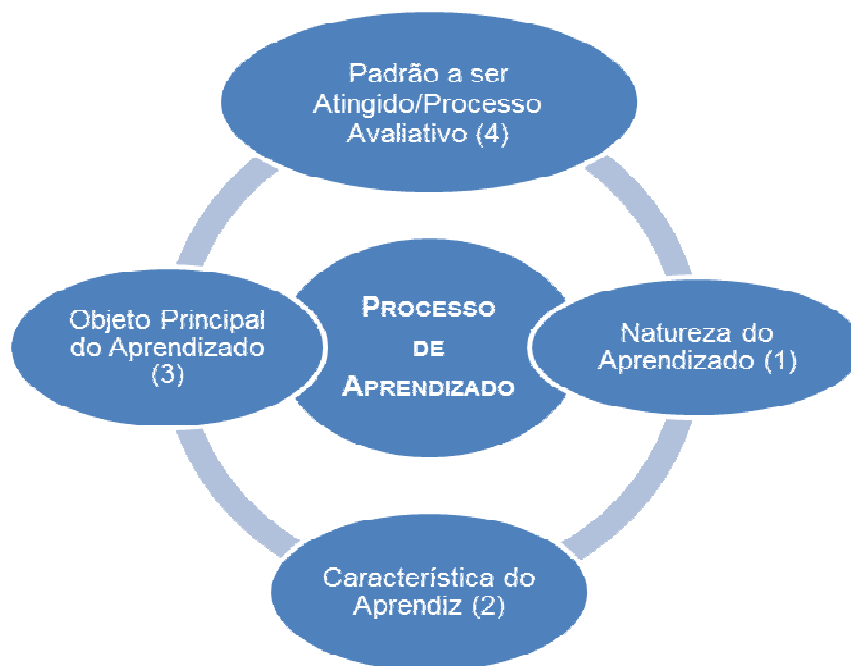 Padrão a ser
Atingido/Processo
Avaliativo (4)
Objeto Principal
do Aprendizado
(3)
PROCESSO
DE
APRENDIZADO
Natureza do
Aprendizado (1)
Característica do
Aprendiz (2)